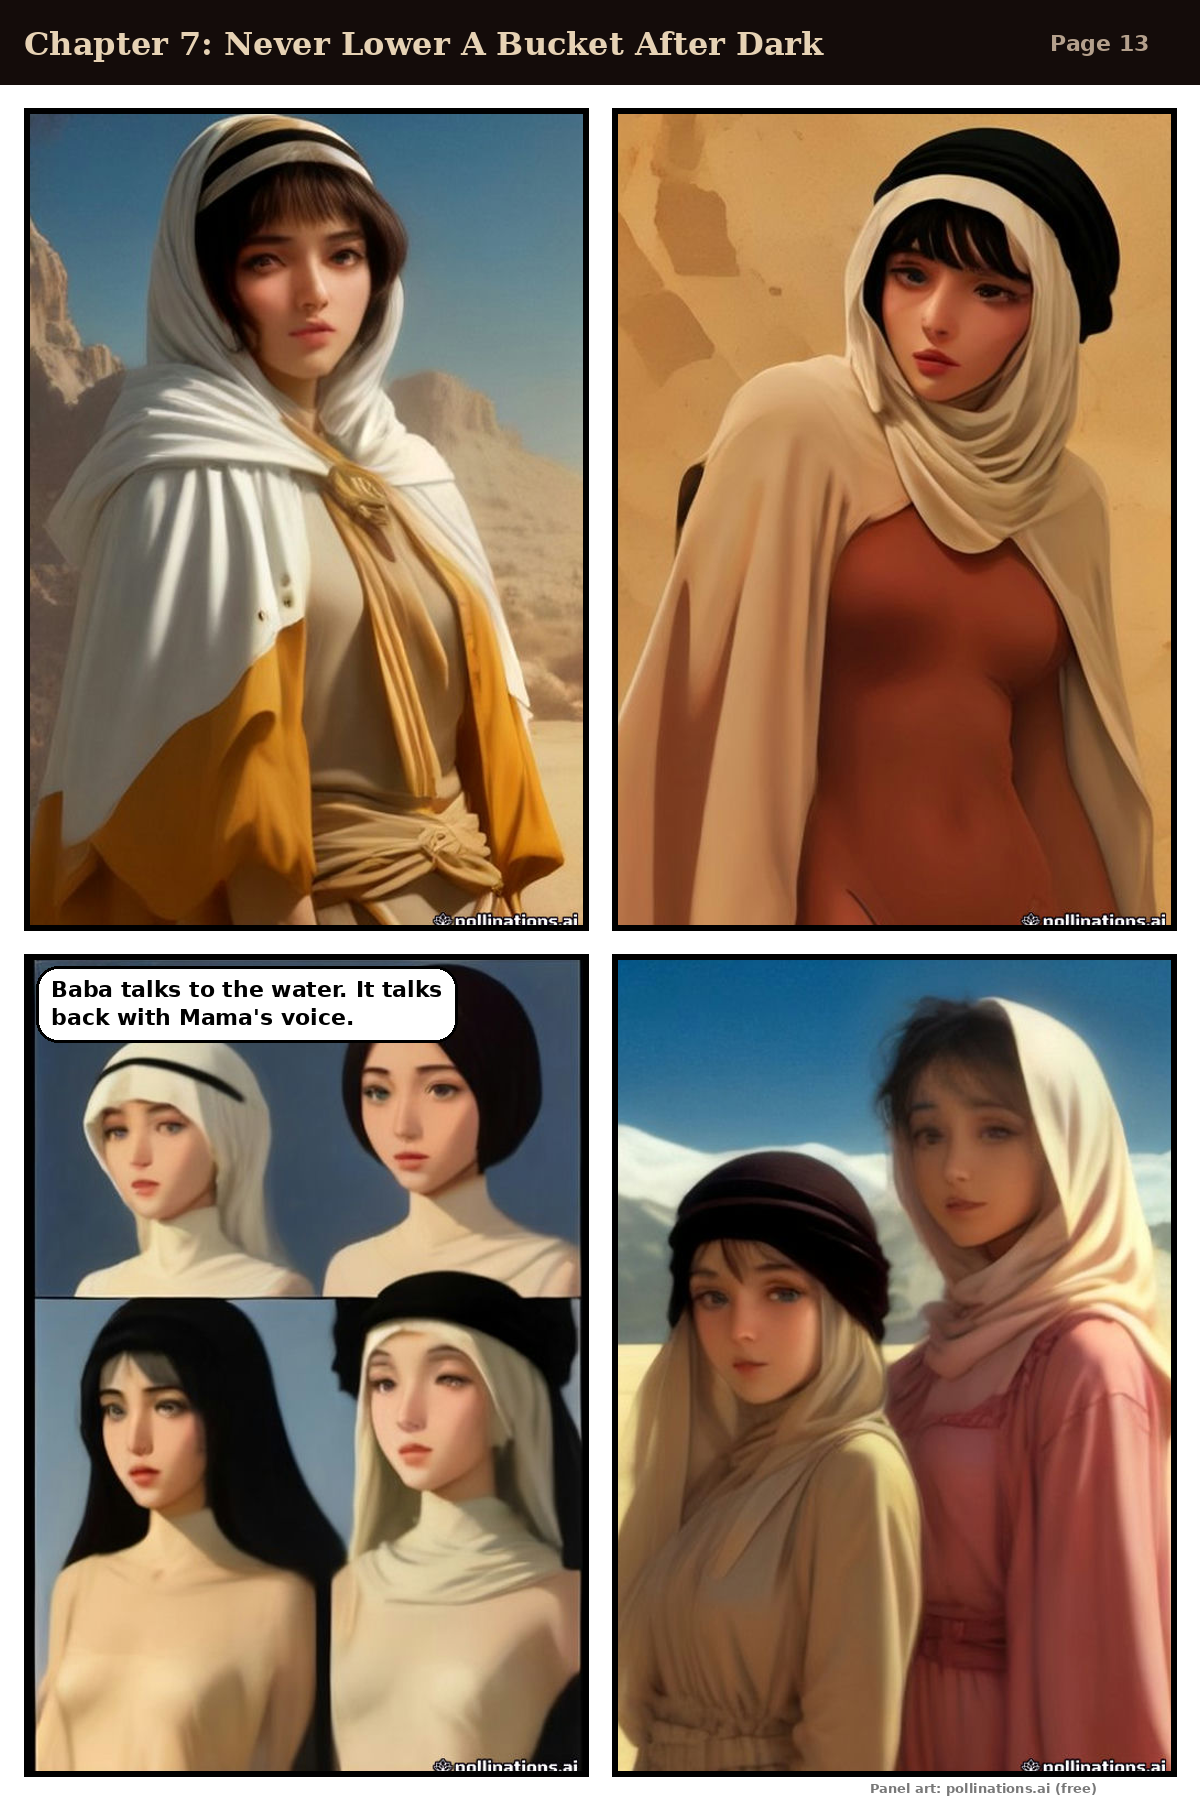 Chapter 7: Never Lower A Bucket After Dark
Page 13
pollinations.ai
pollinations.ai
Baba talks to the water. It talks
back with Mama's voice.
pollinations.ai
pollinations.ai
Panel art: pollinations.ai (free)